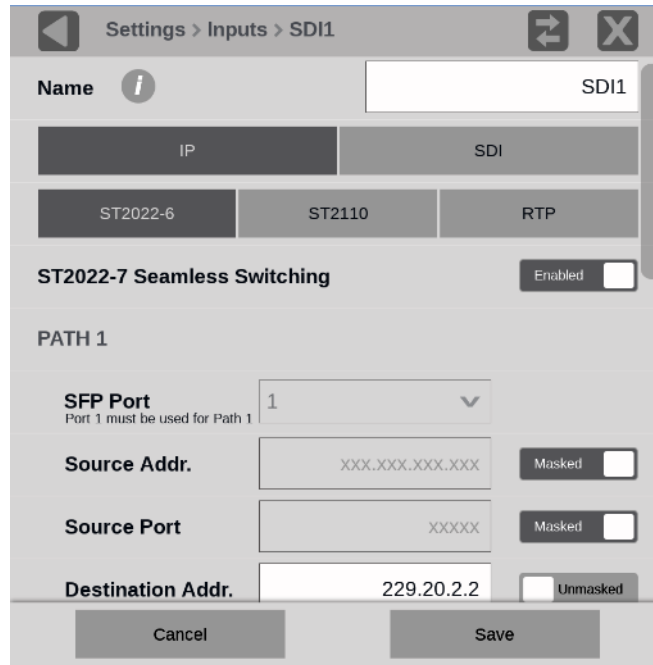 Settings > Inputs > SDI1
X
Name i SDI1
IP SDI
ST2022-6 ST2110 RTP
ST2022-7 Seamless Switching Enabled
PATH 1
SFP Port 1
Port 1 must be used for Path 1
Source Addr. xxx.xxx.xxx.xxx Masked
Source Port xxxxx Masked
Destination Addr. 229.20.2.2 Unmasked
Cancel Save